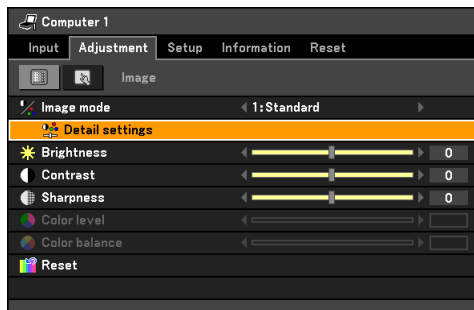 Computer 1
Input Adjustment Setup Information Reset
Image
Image mode 1:Standard
Detail settings
Brightness 0
Contrast 0
Sharpness 0
Color level
Color balance
Reset